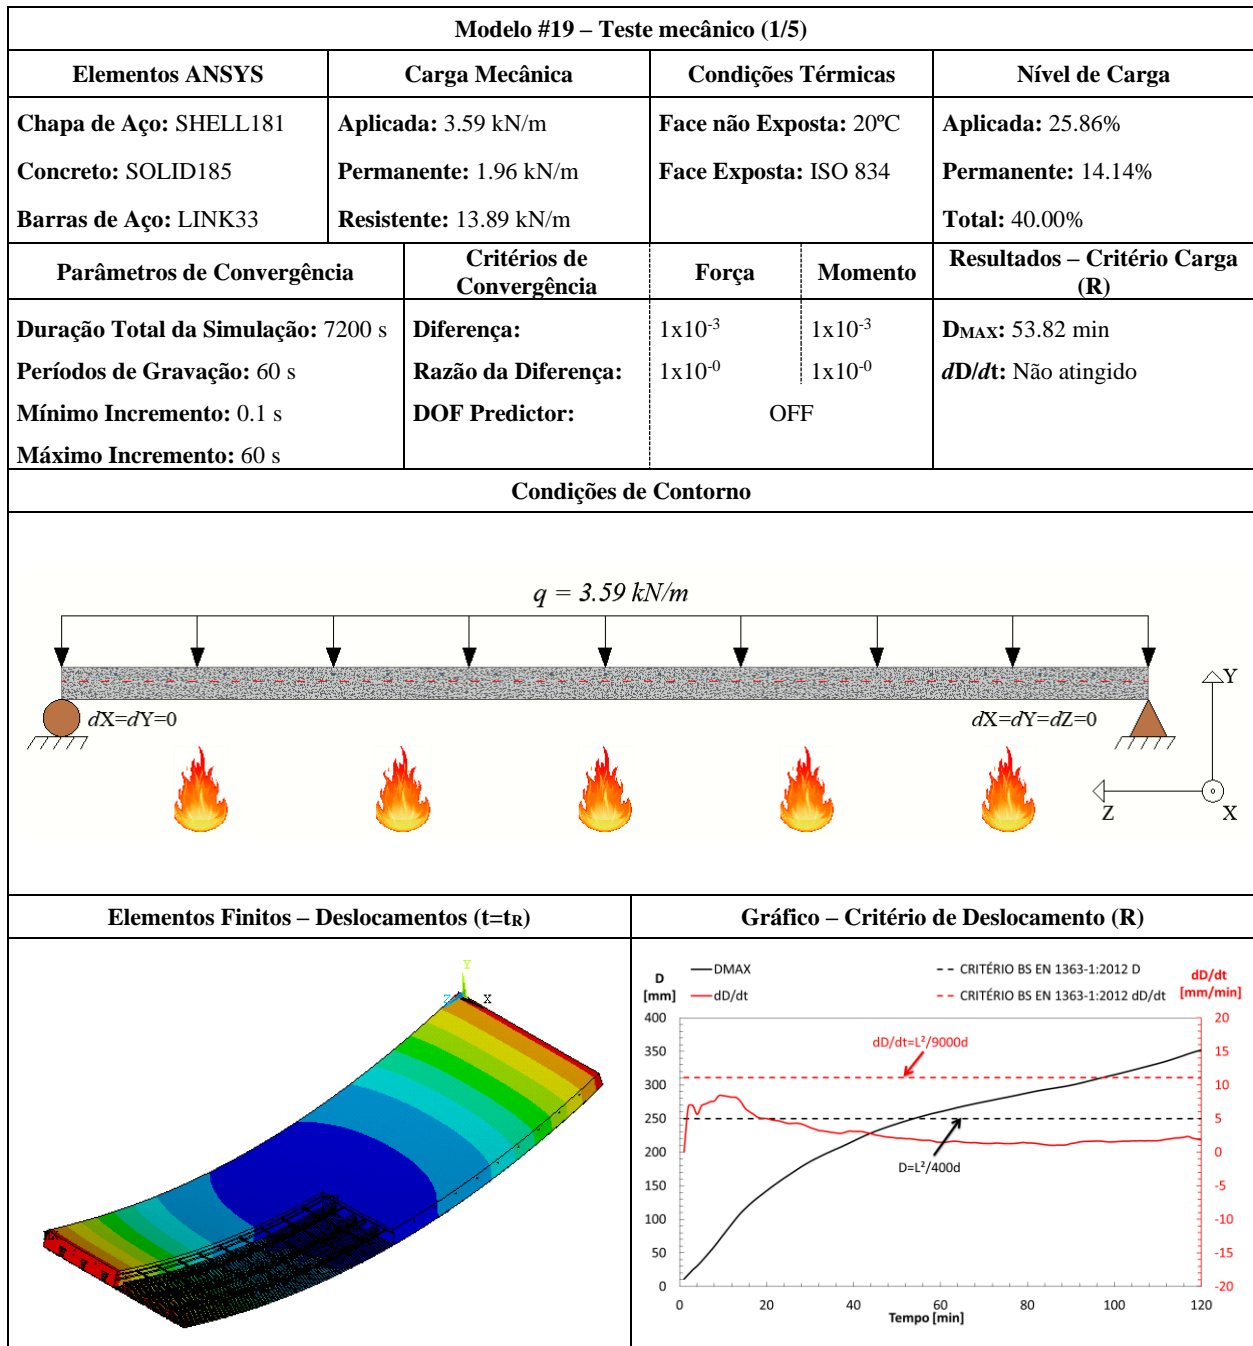 Modelo #19 – Teste mecânico (1/5)
Elementos ANSYS
Carga Mecânica
Condições Térmicas
Nível de Carga
Chapa de Aço: SHELL181
Concreto: SOLID185
Barras de Aço: LINK33
Aplicada: 3.59 kN/m
Permanente: 1.96 kN/m
Resistente: 13.89 kN/m
Face não Exposta: 20ºC
Face Exposta: ISO 834
Aplicada: 25.86%
Permanente: 14.14%
Total: 40.00%
Parâmetros de Convergência
Critérios de
Convergência
Força
Momento
Resultados – Critério Carga
(R)
Duração Total da Simulação: 7200 s
Períodos de Gravação: 60 s
Mínimo Incremento: 0.1 s
Máximo Incremento: 60 s
Diferença: 1x10⁻³ 1x10⁻³
Razão da Diferença: 1x10⁻⁰ 1x10⁻⁰
DOF Predictor: OFF
DMAX: 53.82 min
dD/dt: Não atingido
Condições de Contorno
q = 3.59 kN/m
dX=dY=0
dX=dY=dZ=0
Y
Z
X
Elementos Finitos – Deslocamentos (t=tR)
Gráfico – Critério de Deslocamento (R)
Y
Z
X
MX
D
[mm]
DMAX
dD/dt
CRITÉRIO BS EN 1363-1:2012 D
CRITÉRIO BS EN 1363-1:2012 dD/dt
dD/dt
[mm/min]
400
350
300
250
200
150
100
50
0
dD/dt=L²/9000d
D=L²/400d
20
15
10
5
0
-5
-10
-15
-20
0 20 40 60 80 100 120
Tempo [min]